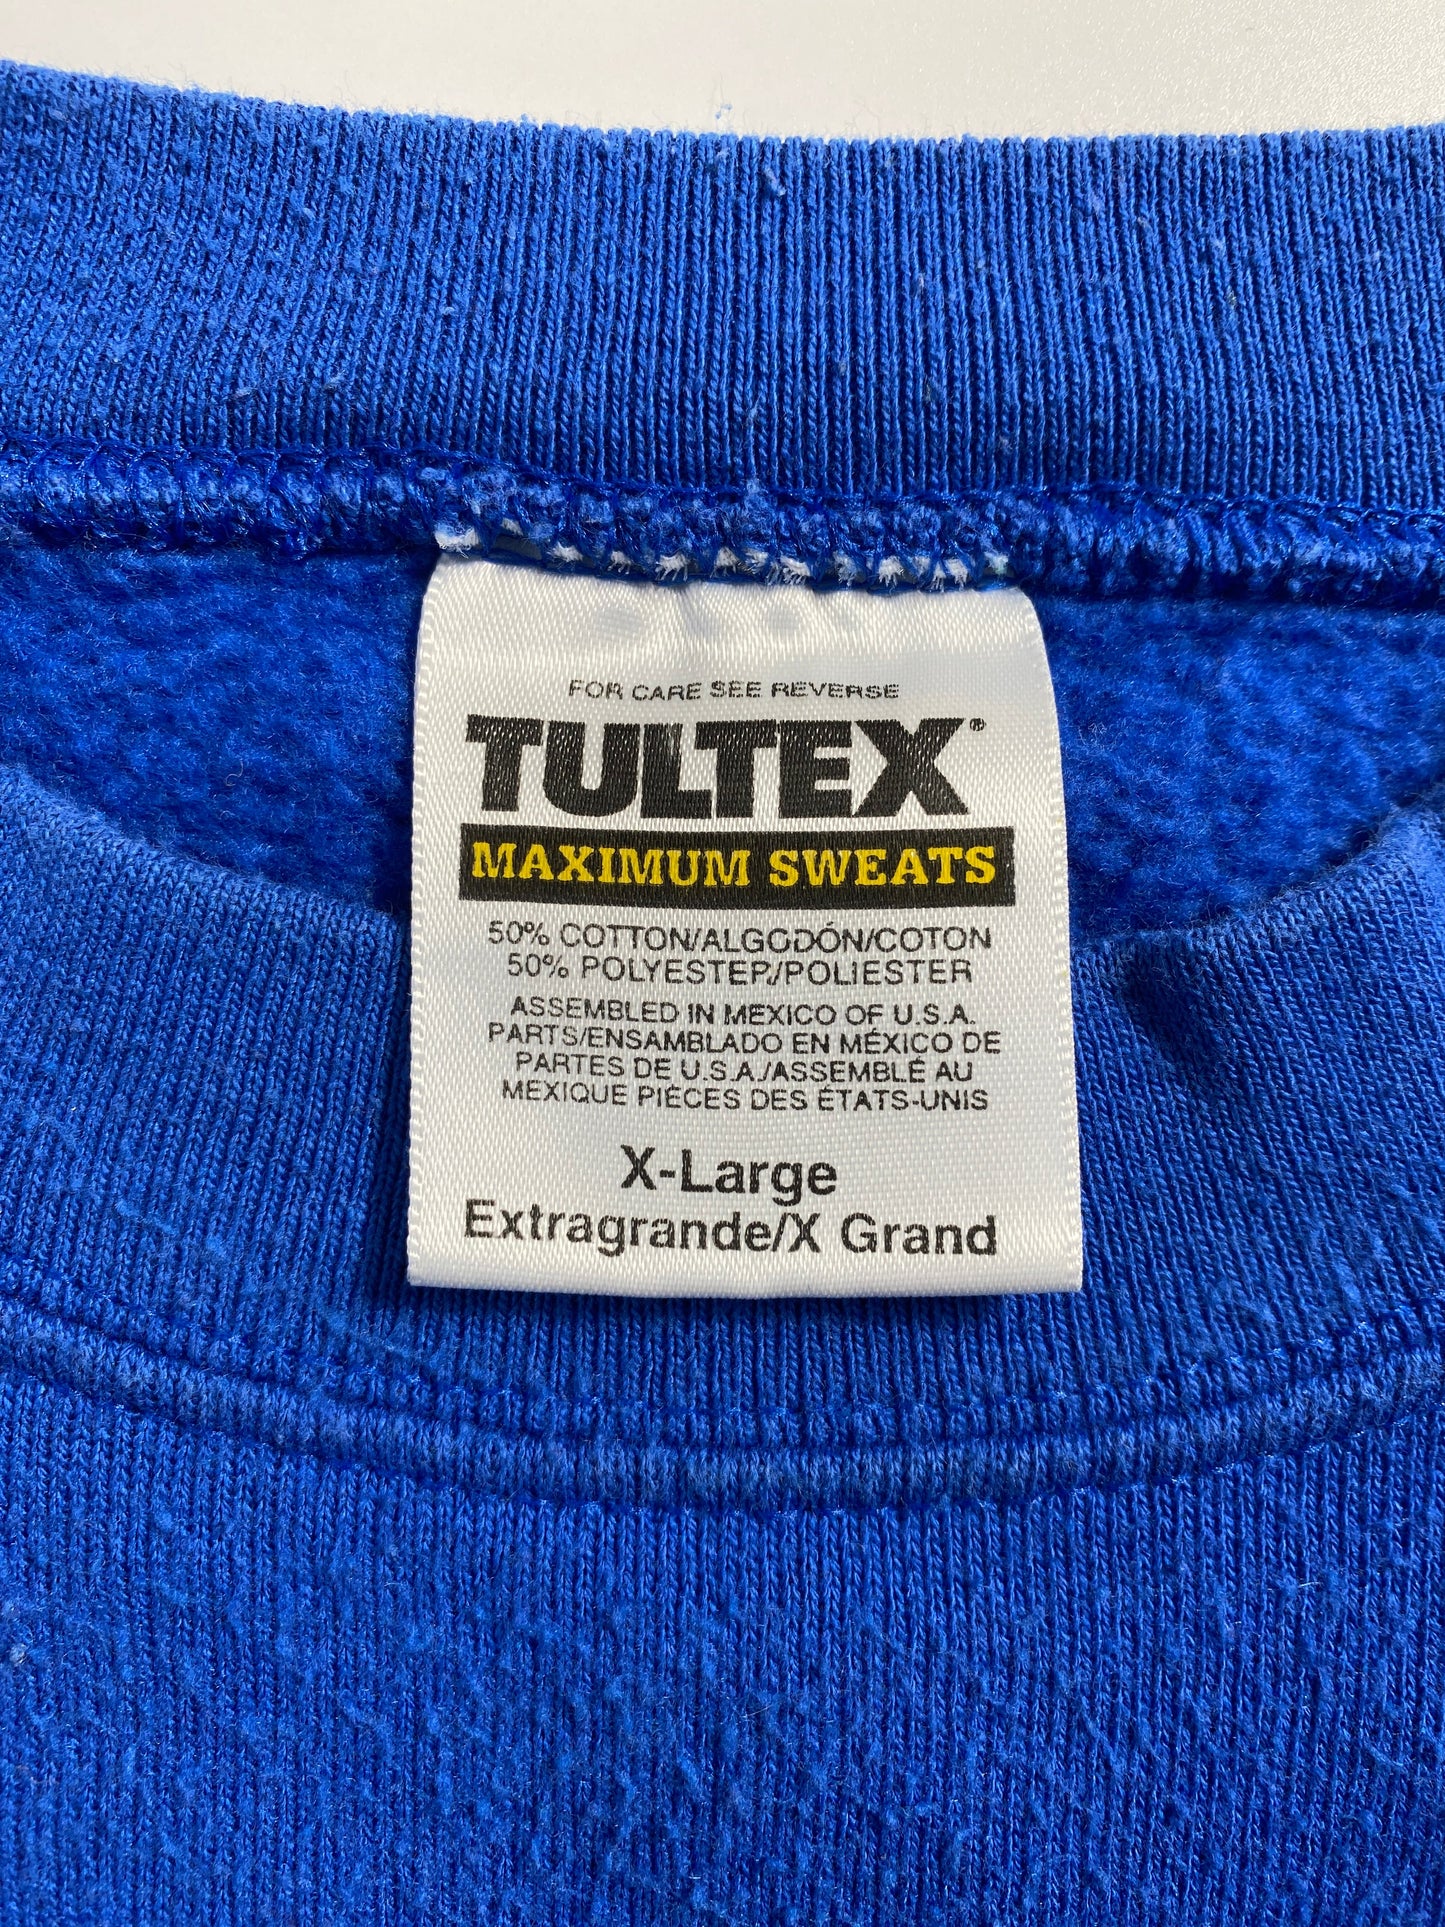 FOR CARE SEE REVERSE
TULTEX®
MAXIMUM SWEATS
50% COTTON/ALGODÓN/COTON
50% POLYESTER/POLIESTER
ASSEMBLED IN MEXICO OF U.S.A.
PARTS/ENSAMBLADO EN MÉXICO DE
PARTES DE U.S.A./ASSEMBLÉ AU
MEXIQUE PIÈCES DES ÉTATS-UNIS
X-Large
Extragrande/X Grand